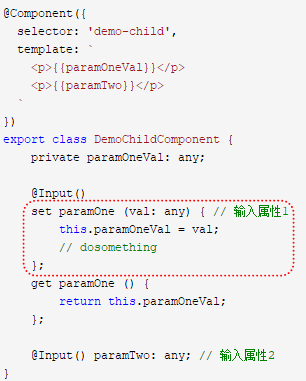 @Component({
  selector: 'demo-child',
  template: `
    <p>{{paramOneVal}}</p>
    <p>{{paramTwo}}</p>
  `
})
export class DemoChildComponent {
    private paramOneVal: any;

    @Input()
    set paramOne (val: any) { // 输入属性1
        this.paramOneVal = val;
        // dosomething
    };
    get paramOne () {
        return this.paramOneVal;
    };

    @Input() paramTwo: any; // 输入属性2
}